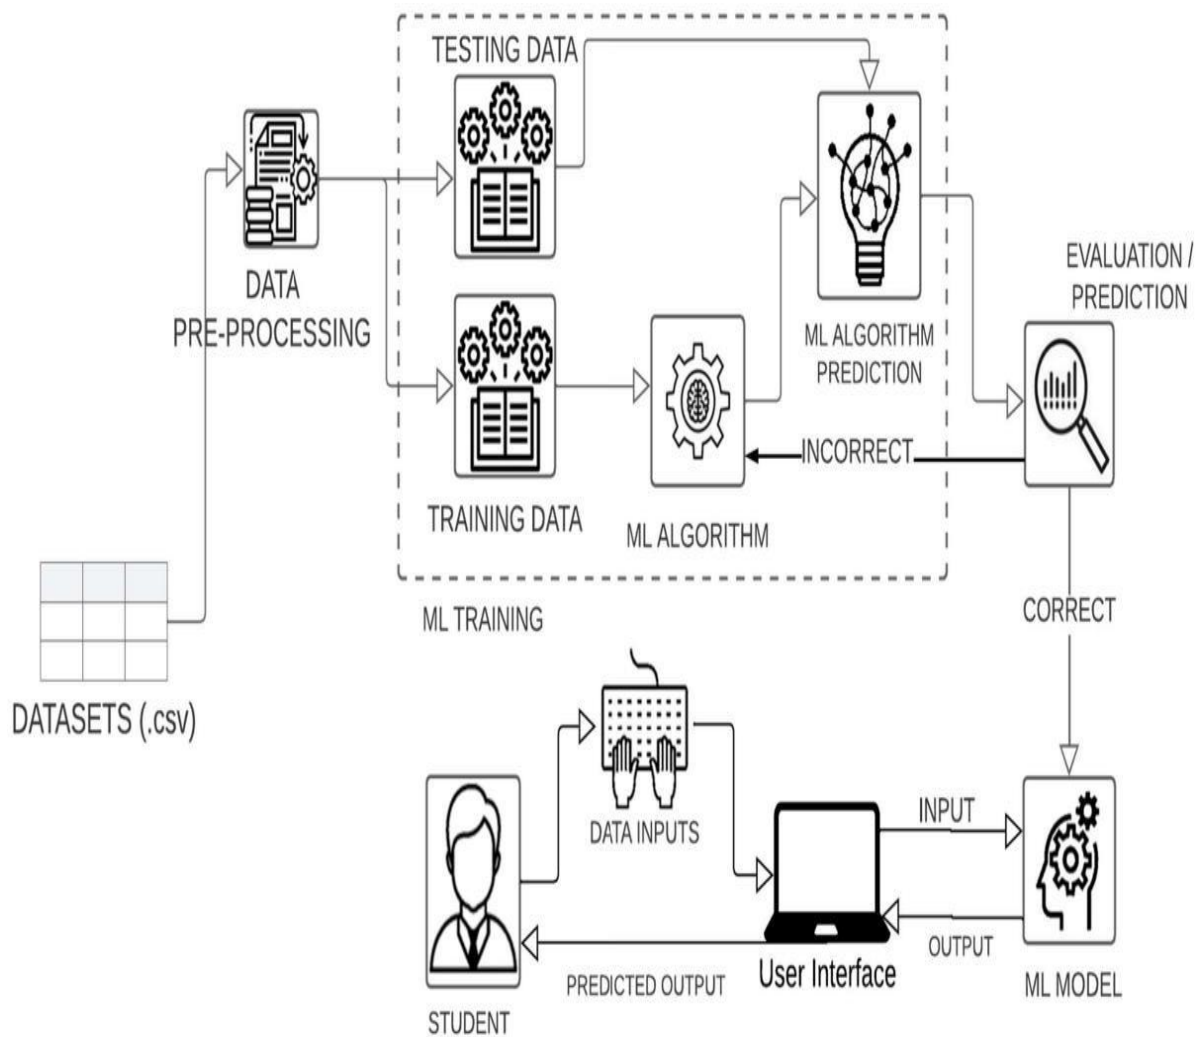 TESTING DATA
DATA
PRE-PROCESSING
EVALUATION /
PREDICTION
ML ALGORITHM
PREDICTION
INCORRECT
TRAINING DATA
ML ALGORITHM
ML TRAINING
CORRECT
DATASETS (.csv)
DATA INPUTS
INPUT
OUTPUT
User Interface
PREDICTED OUTPUT
ML MODEL
STUDENT